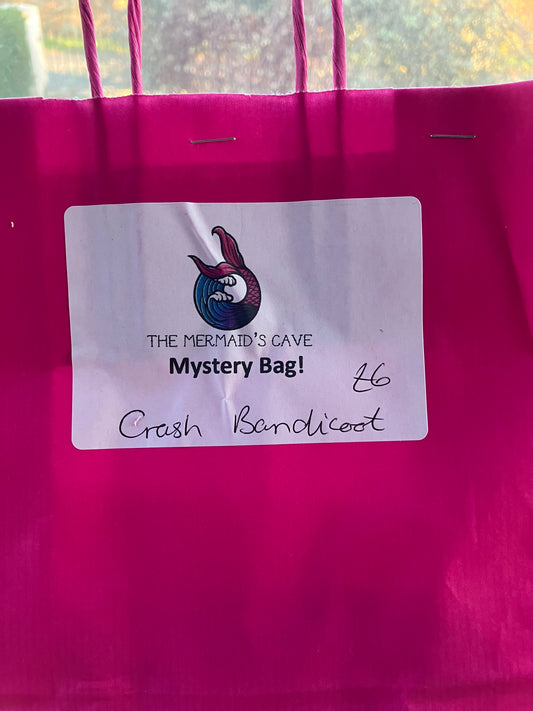 THE MERMAID'S CAVE
Mystery Bag!
£6
Crash Bandicoot